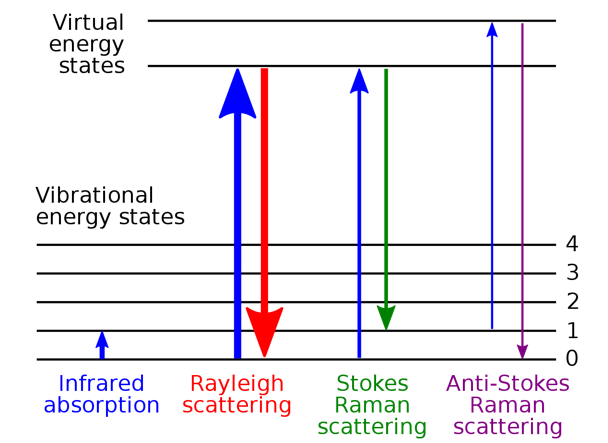 Virtual
energy
states
Vibrational
energy states
4
3
2
1
0
Infrared
absorption
Rayleigh
scattering
Stokes
Raman
scattering
Anti-Stokes
Raman
scattering